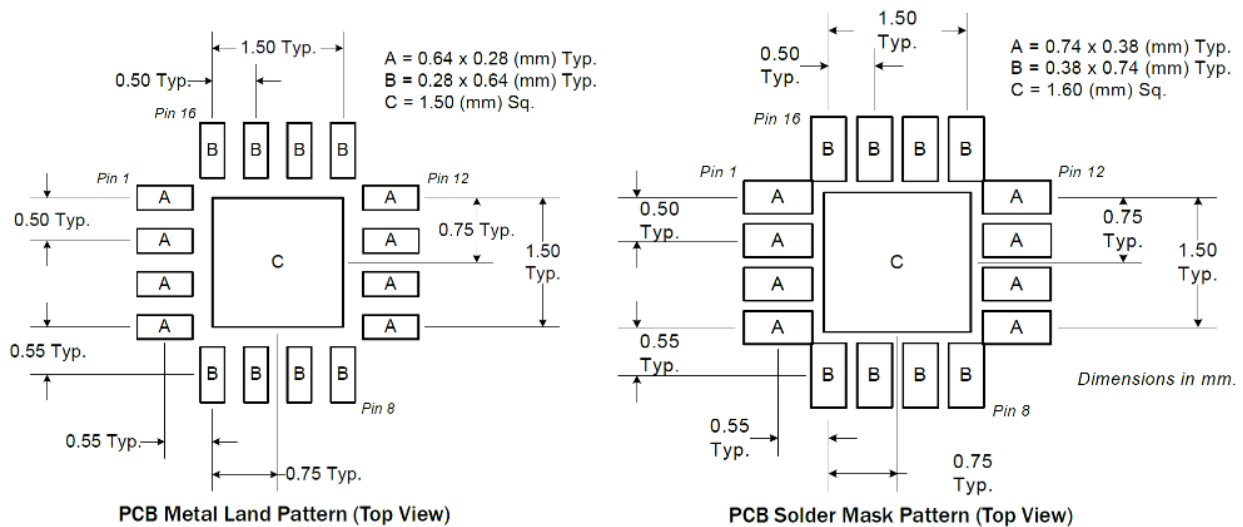 1.50 Typ.
0.50 Typ.
A = 0.64 x 0.28 (mm) Typ.
B = 0.28 x 0.64 (mm) Typ.
C = 1.50 (mm) Sq.
Pin 16
B B B B
Pin 1
Pin 12
A A
0.50 Typ.
0.75 Typ.
A A
C
1.50
Typ.
A A
A A
0.55 Typ.
B B B B
Pin 8
0.55 Typ.
0.75 Typ.
PCB Metal Land Pattern (Top View)
1.50
Typ.
0.50
Typ.
A = 0.74 x 0.38 (mm) Typ.
B = 0.38 x 0.74 (mm) Typ.
C = 1.60 (mm) Sq.
Pin 16
B B B B
Pin 1
Pin 12
A A
0.50
Typ.
0.75
Typ.
A A
C
1.50
Typ.
A A
A A
0.55
Typ.
B B B B
Dimensions in mm.
Pin 8
0.55
Typ.
0.75
Typ.
PCB Solder Mask Pattern (Top View)